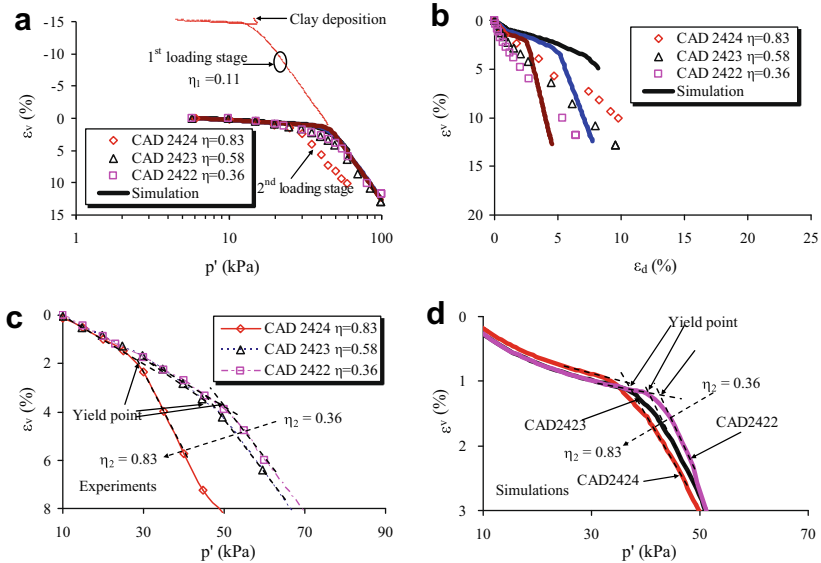 a
-15
-10
-5
0
5
10
15
εv (%)
Clay deposition
1st loading stage
η1 =0.11
CAD 2424 η=0.83
CAD 2423 η=0.58
CAD 2422 η=0.36
Simulation
2nd loading stage
1 10 100
p' (kPa)
b
0
5
10
15
20
εv (%)
CAD 2424 η=0.83
CAD 2423 η=0.58
CAD 2422 η=0.36
Simulation
0 5 10 15 20 25
εd (%)
c
0
2
4
6
8
εv (%)
CAD 2424 η=0.83
CAD 2423 η=0.58
CAD 2422 η=0.36
Yield point
η2 = 0.36
η2 = 0.83
Experiments
10 30 50 70
p' (kPa)
d
0
1
2
3
εv (%)
Yield point
η2 = 0.36
CAD2423
CAD2422
η2 = 0.83
CAD2424
Simulations
10 30 50 70
p' (kPa)